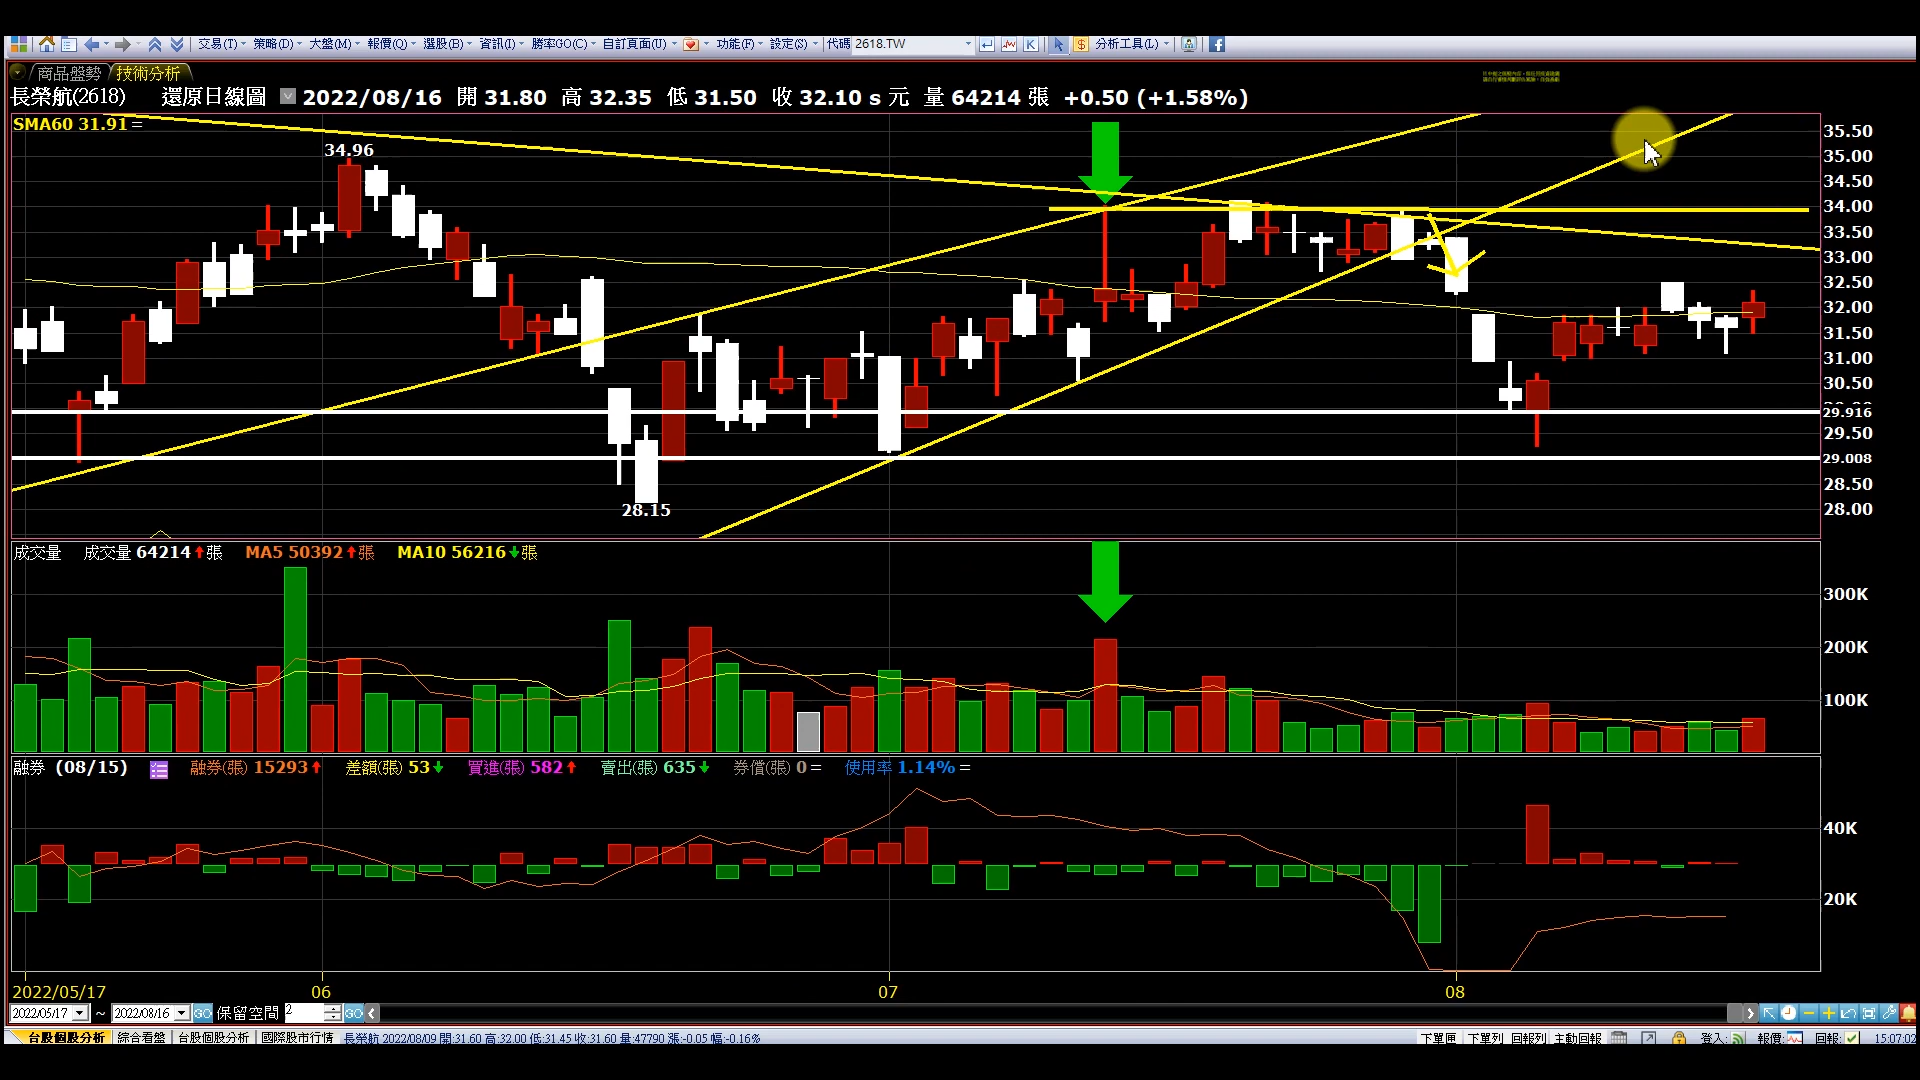 交易(T) 策略(D) 大盤(M) 報價(Q) 選股(B) 資訊(I) 勝率GO(C) 自訂頁面(U) 功能(F) 設定(S) 代碼 2618.TW K $ 分析工具(L)
商品盤勢 技術分析
長榮航(2618) 還原日線圖 2022/08/16 開 31.80 高 32.35 低 31.50 收 32.10 s 元 量 64214 張 +0.50 (+1.58%)
SMA60 31.91 =
35.50
34.96
35.00
34.50
34.00
33.50
33.00
32.50
32.00
31.50
31.00
30.50
29.916
29.50
29.008
28.50
28.15
28.00
成交量 成交量 64214 張 MA5 50392 張 MA10 56216 張
300K
200K
100K
融券 (08/15) 融券(張) 15293 差額(張) 53 買進(張) 582 賣出(張) 635 券償(張) 0 = 使用率 1.14% =
40K
20K
2022/05/17 06 07 08
2022/05/17 ~ 2022/08/16 GO 保留空間 2 GO
台股個股分析 綜合看盤 台股個股分析 國際股市行情 長榮航 2022/08/09 開:31.60 高:32.00 低:31.45 收:31.60 量:47790 漲:-0.05 幅:-0.16% 下單匣 下單列 回報列 主動回報 登入: 報價: 回報: 15:07:02